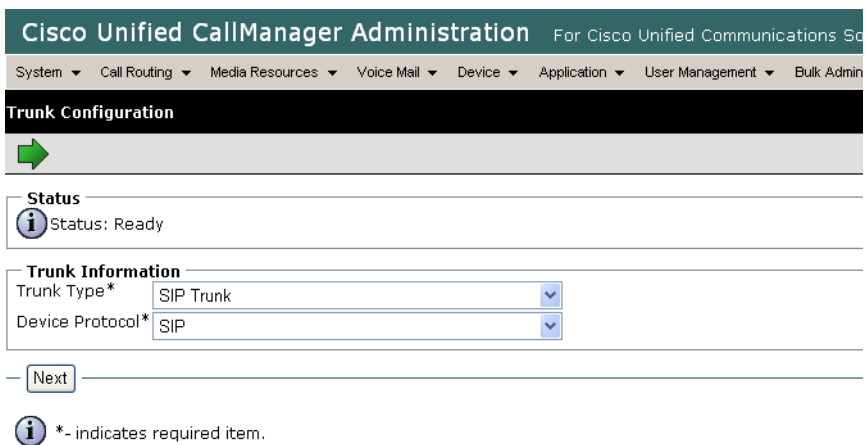 Cisco Unified CallManager Administration For Cisco Unified Communications So
System Call Routing Media Resources Voice Mail Device Application User Management Bulk Admin
Trunk Configuration
Status
Status: Ready
Trunk Information
Trunk Type* SIP Trunk
Device Protocol* SIP
Next
*- indicates required item.